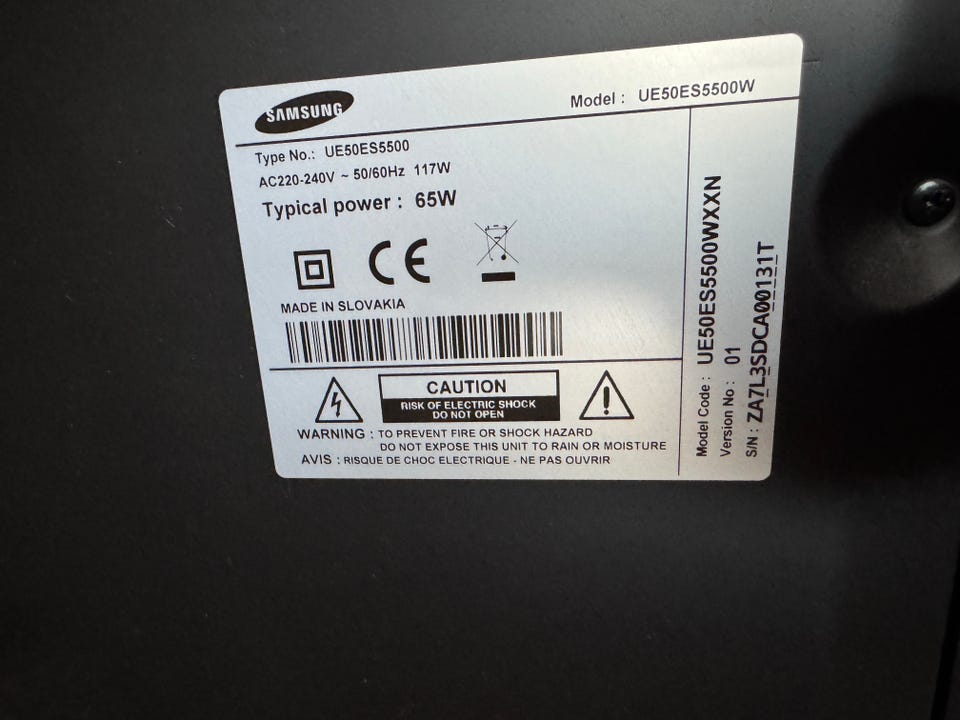 SAMSUNG
Model : UE50ES5500W
Type No.: UE50ES5500
AC220-240V ~ 50/60Hz 117W
Typical power : 65W
CE
MADE IN SLOVAKIA
CAUTION
RISK OF ELECTRIC SHOCK
DO NOT OPEN
WARNING : TO PREVENT FIRE OR SHOCK HAZARD
DO NOT EXPOSE THIS UNIT TO RAIN OR MOISTURE
AVIS : RISQUE DE CHOC ELECTRIQUE - NE PAS OUVRIR
Model Code : UE50ES5500WXXN
Version No : 01
S/N : ZA7L3SDCA00131T